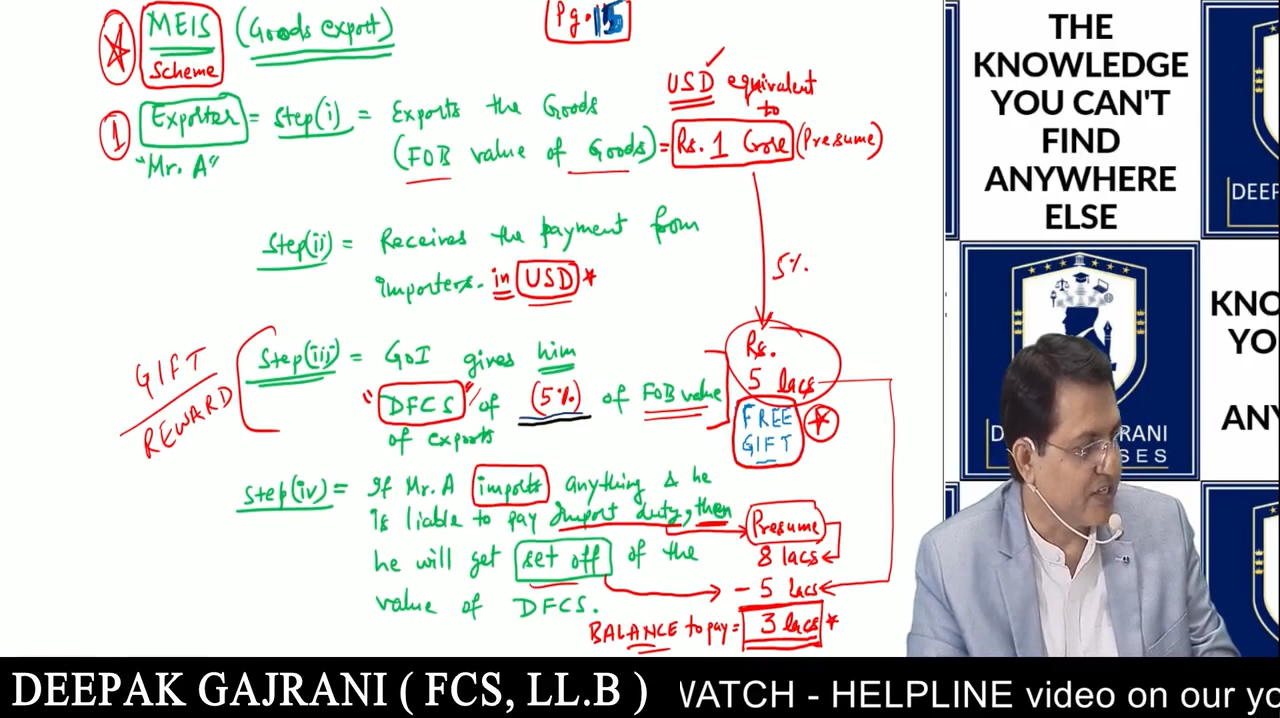 MEIS (Goods export)
Scheme
Pg. 15
USD equivalent
to
① Exporter = Step(i) = Exports the Goods
"Mr. A" (FOB value of Goods) = Rs. 1 Crore (Presume)
Step(ii) = Receives the payment from
importers. in USD *
5%
GIFT
REWARD
Step(iii) = GoI gives him
"DFCS" of (5%) of FOB value
of exports
Rs.
5 lacs
FREE
GIFT
Step(iv) = If Mr. A imports anything & he
is liable to pay Import duty, then
he will get set off of the
value of DFCS.
Presume
8 lacs
- 5 lacs
BALANCE to pay = 3 lacs *
THE
KNOWLEDGE
YOU CAN'T
FIND
ANYWHERE
ELSE
DEEP
KNO
YO
ANY
RANI
SES
DEEPAK GAJRANI ( FCS, LL.B )
WATCH - HELPLINE video on our yo